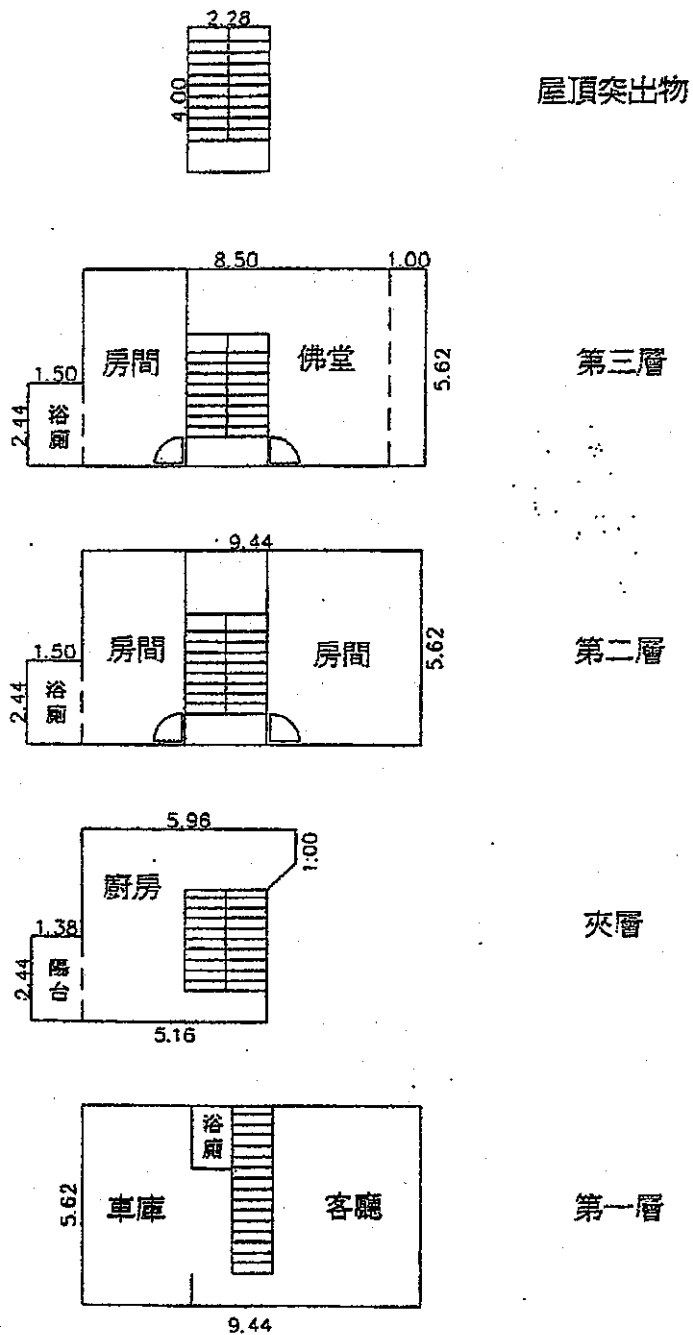 2.28
4.00
屋頂突出物
8.50
1.00
房間
佛堂
5.62
第三層
1.50
2.44
浴廁
9.44
房間
房間
5.62
第二層
1.50
2.44
浴廁
5.96
1.00
廚房
夾層
1.38
2.44
陽台
5.16
浴廁
5.62
車庫
客廳
第一層
9.44